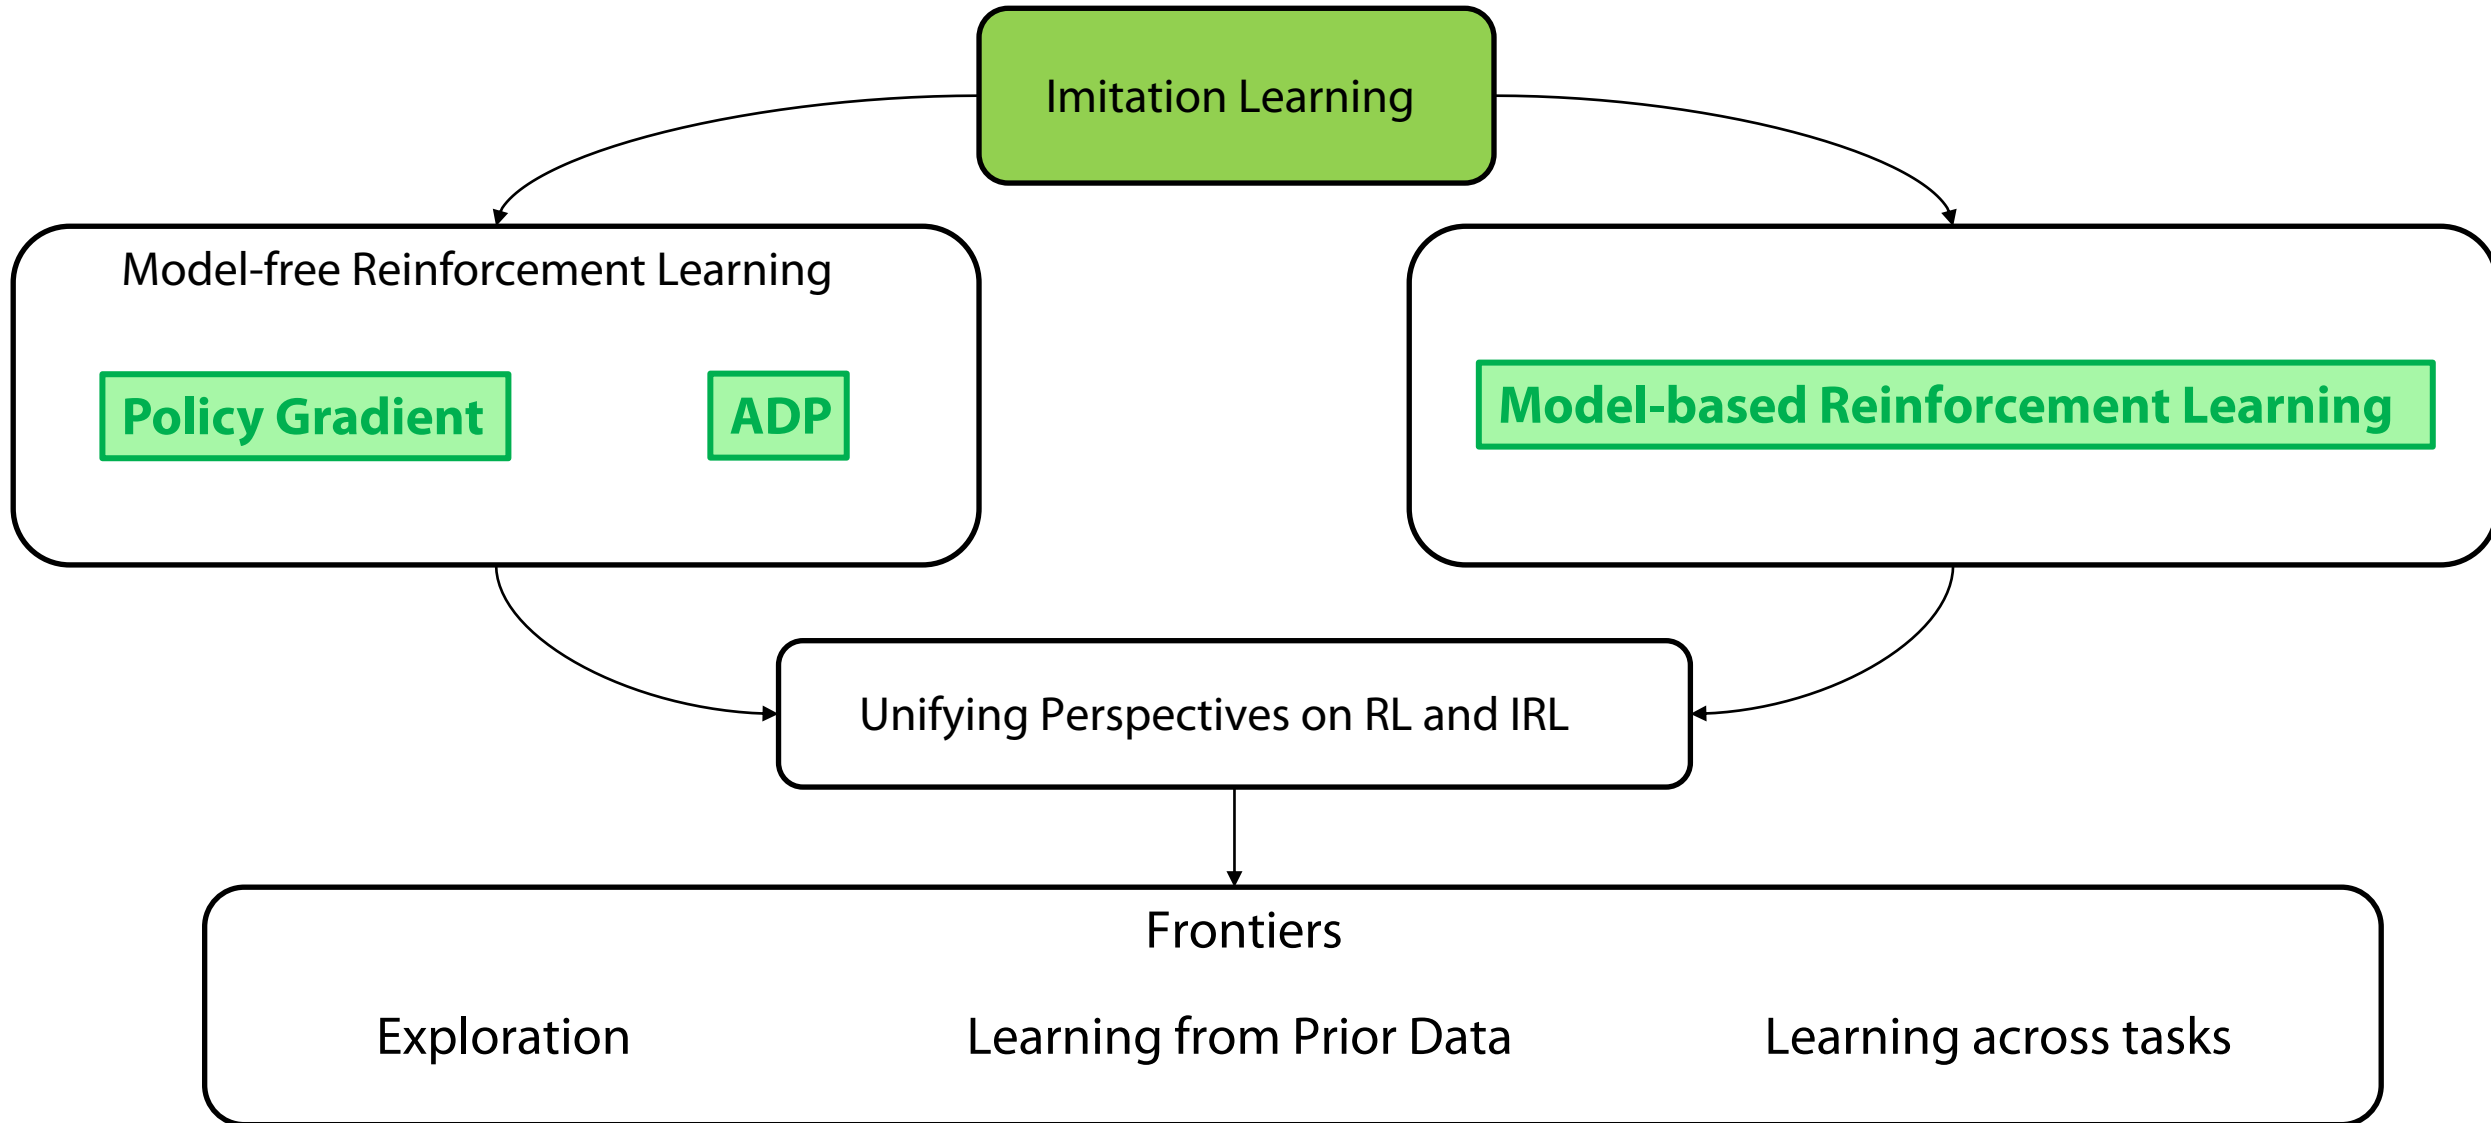 Imitation Learning
Model-free Reinforcement Learning
Policy Gradient
ADP
Model-based Reinforcement Learning
Unifying Perspectives on RL and IRL
Frontiers
Exploration
Learning from Prior Data
Learning across tasks